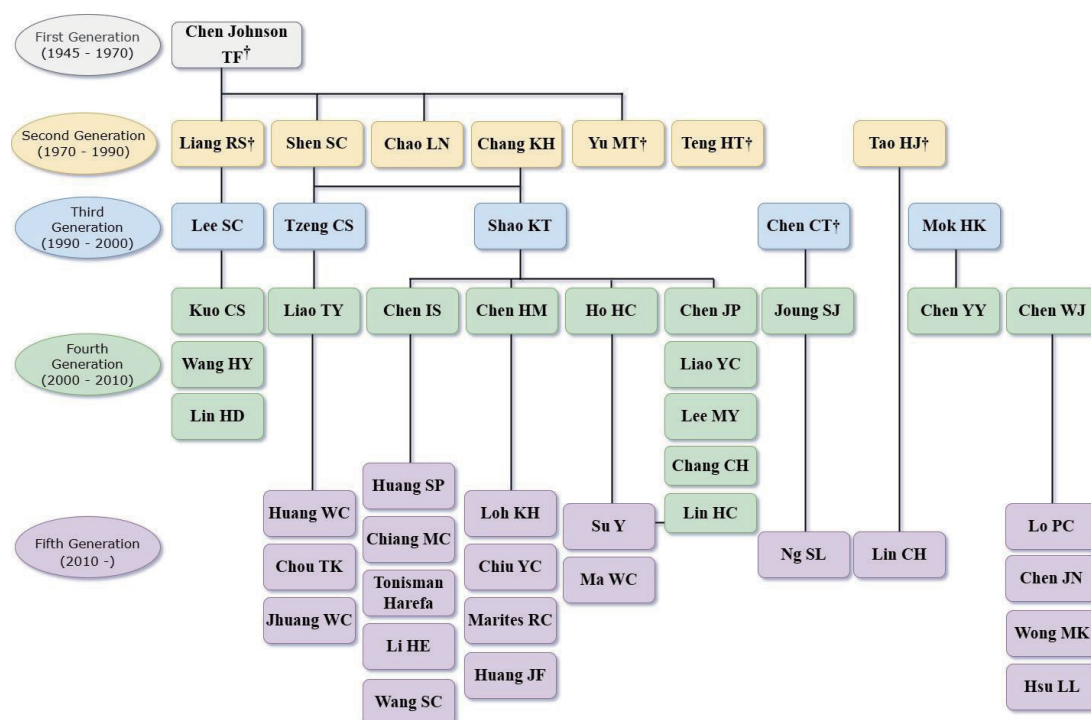 First Generation
(1945 - 1970)
Chen Johnson
TF†
Second Generation
(1970 - 1990)
Liang RS†
Shen SC
Chao LN
Chang KH
Yu MT†
Teng HT†
Tao HJ†
Third
Generation
(1990 - 2000)
Lee SC
Tzeng CS
Shao KT
Chen CT†
Mok HK
Fourth
Generation
(2000 - 2010)
Kuo CS
Liao TY
Chen IS
Chen HM
Ho HC
Chen JP
Joung SJ
Chen YY
Chen WJ
Wang HY
Liao YC
Lin HD
Lee MY
Chang CH
Lin HC
Fifth Generation
(2010 -)
Huang WC
Chou TK
Jhuang WC
Huang SP
Chiang MC
Tonisman
Harefa
Li HE
Wang SC
Loh KH
Chiu YC
Marites RC
Huang JF
Su Y
Ma WC
Ng SL
Lin CH
Lo PC
Chen JN
Wong MK
Hsu LL